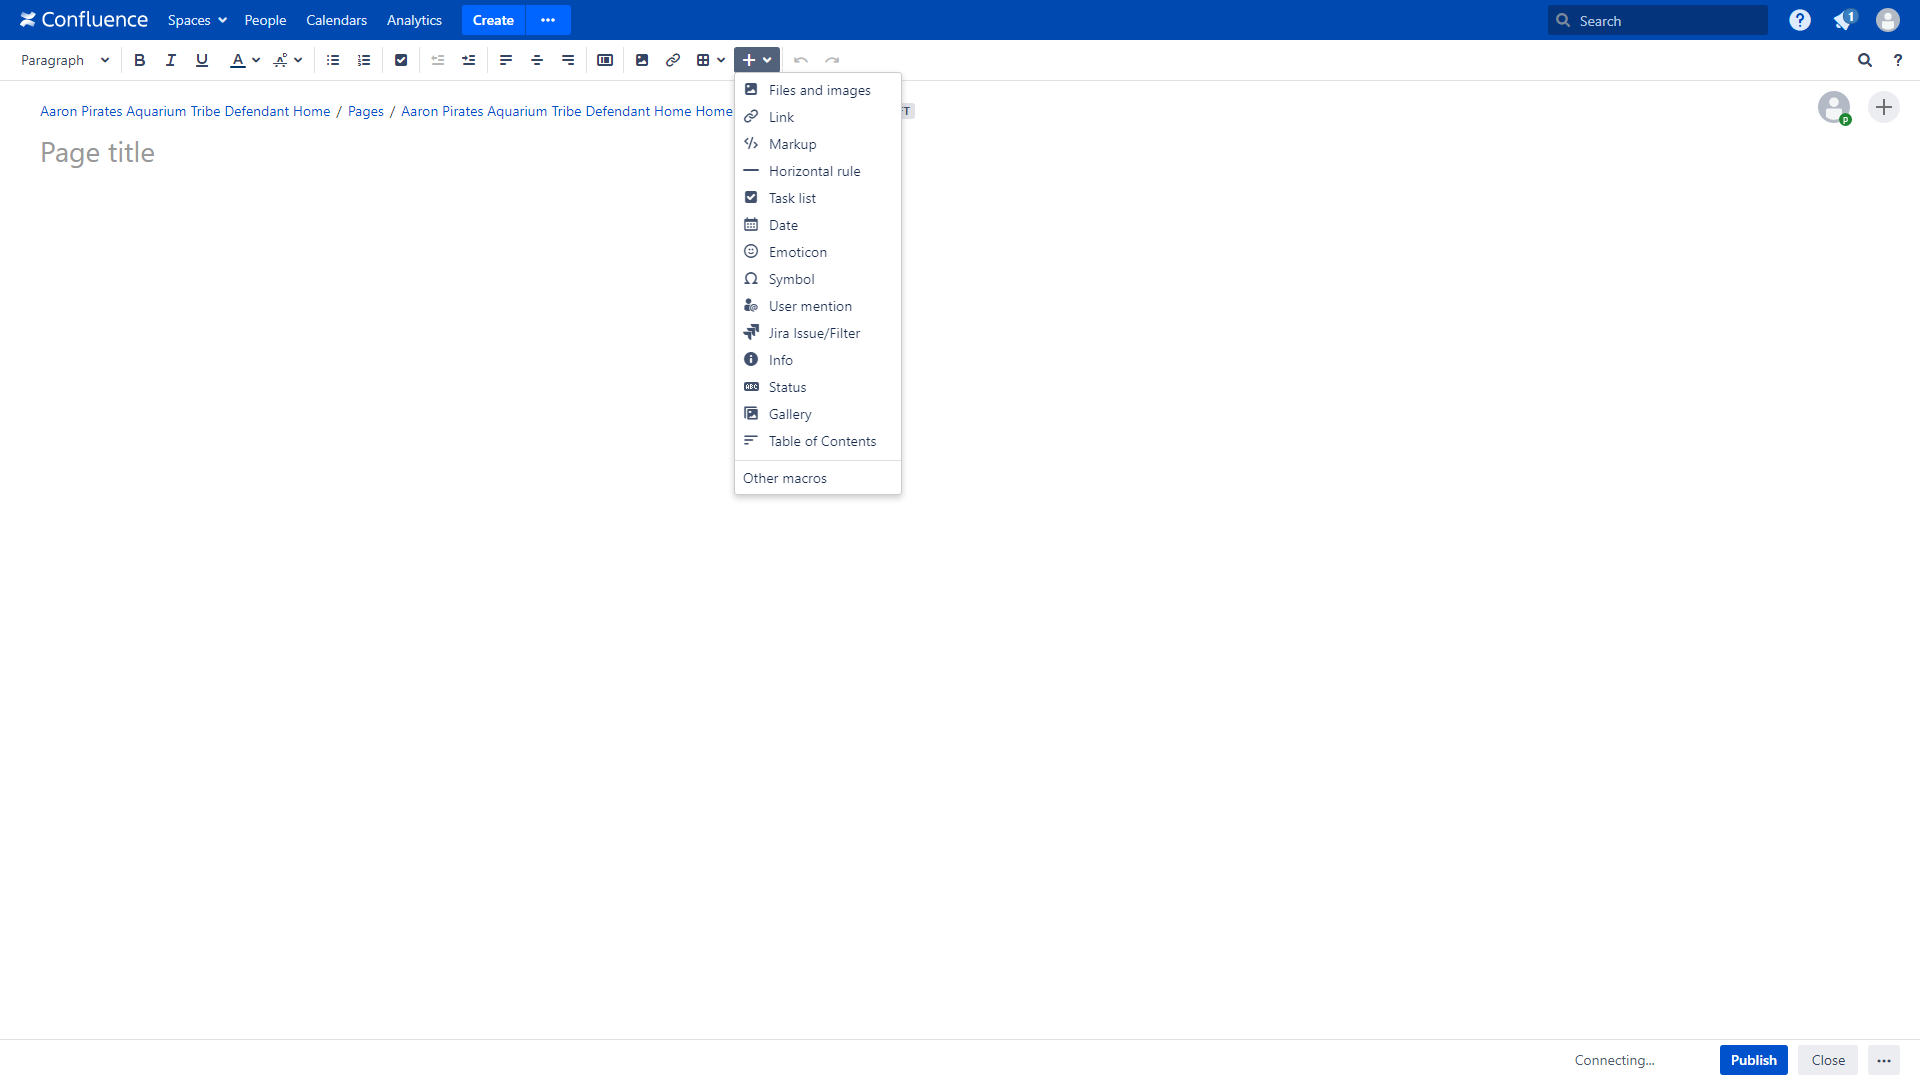 Confluence Spaces People Calendars Analytics Create Search 1
Paragraph B I U A
Files and images
Aaron Pirates Aquarium Tribe Defendant Home / Pages / Aaron Pirates Aquarium Tribe Defendant Home Home
Link
Markup
Page title
Horizontal rule
Task list
Date
Emoticon
Symbol
User mention
Jira Issue/Filter
Info
ABC Status
Gallery
Table of Contents
Other macros
Connecting... Publish Close